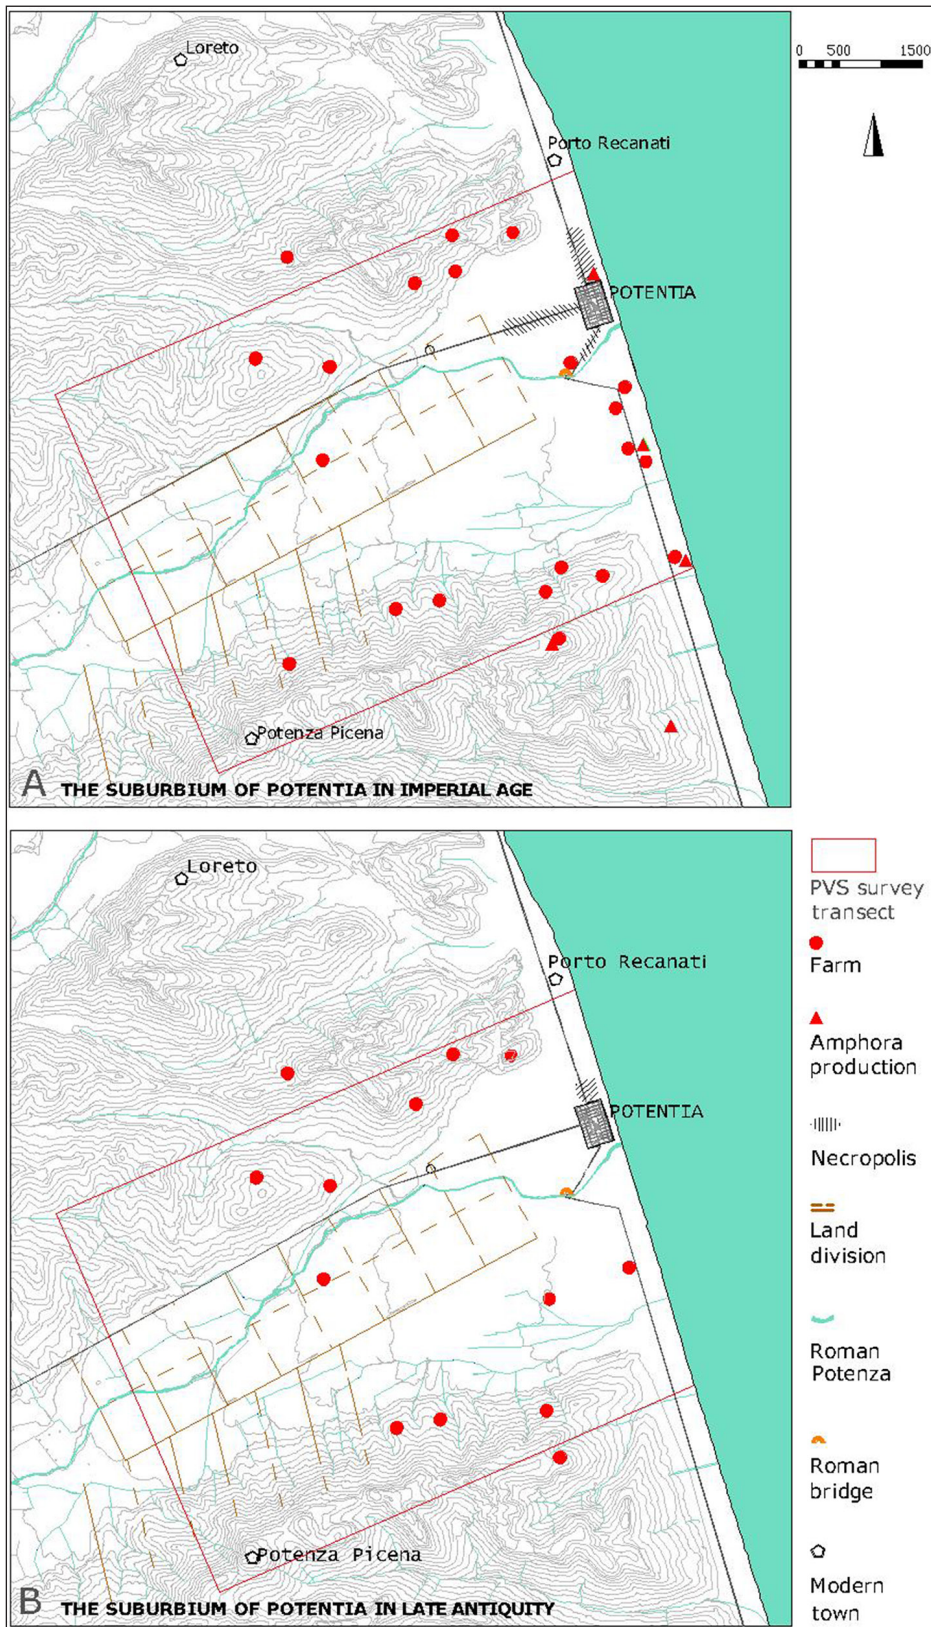 Loreto
0 500 1500
Porto Recanati
POTENTIA
Potenza Picena
A THE SUBURBIUM OF POTENTIA IN IMPERIAL AGE
Loreto
Porto Recanati
POTENTIA
Potenza Picena
B THE SUBURBIUM OF POTENTIA IN LATE ANTIQUITY
PVS survey
transect
Farm
Amphora
production
Necropolis
Land
division
Roman
Potenza
Roman
bridge
Modern
town